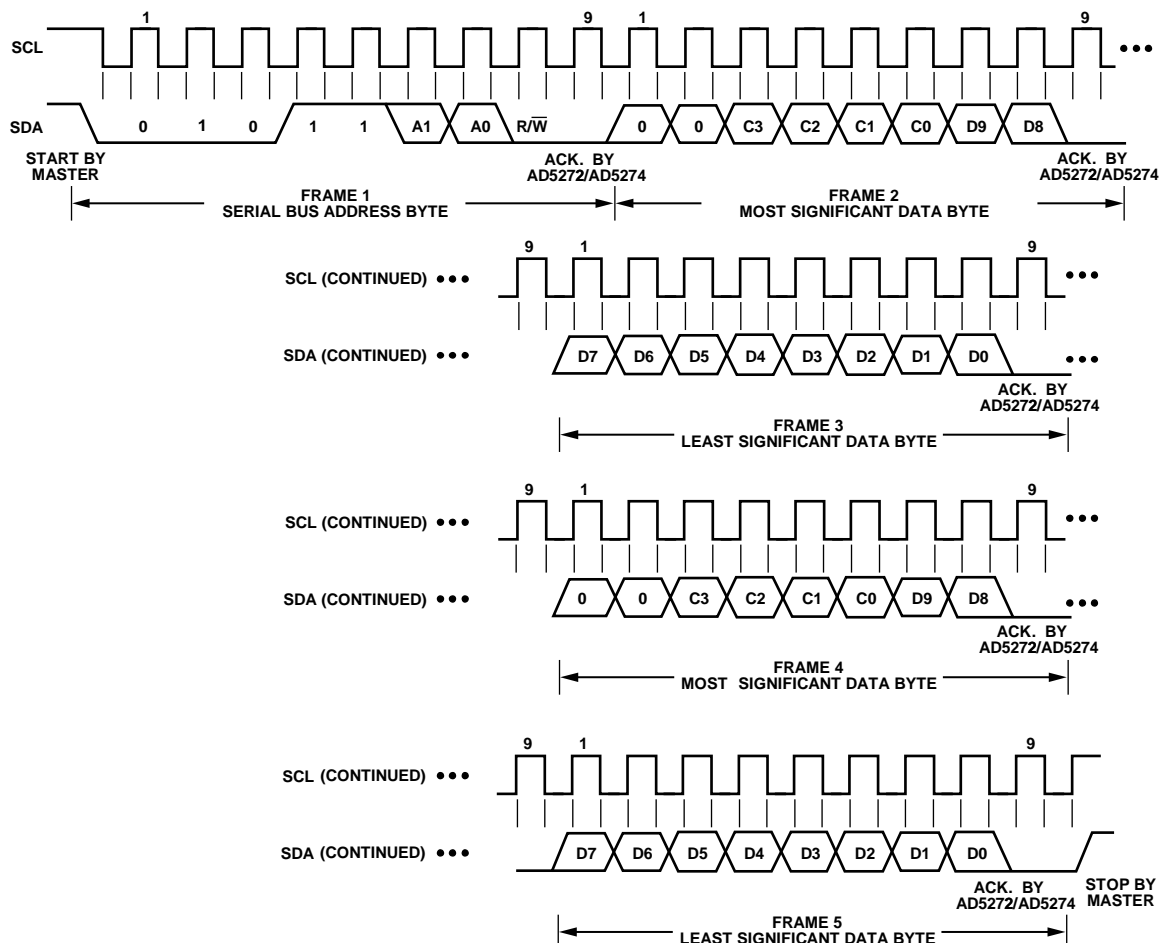 1 9 1 9
SCL •••
SDA 0 1 0 1 1 A1 A0 R/W̅ 0 0 C3 C2 C1 C0 D9 D8
START BY
MASTER
ACK. BY
AD5272/AD5274
ACK. BY
AD5272/AD5274
FRAME 1
SERIAL BUS ADDRESS BYTE
FRAME 2
MOST SIGNIFICANT DATA BYTE
9 1 9
SCL (CONTINUED) ••• •••
SDA (CONTINUED) ••• D7 D6 D5 D4 D3 D2 D1 D0 •••
ACK. BY
AD5272/AD5274
FRAME 3
LEAST SIGNIFICANT DATA BYTE
9 1 9
SCL (CONTINUED) ••• •••
SDA (CONTINUED) ••• 0 0 C3 C2 C1 C0 D9 D8 •••
ACK. BY
AD5272/AD5274
FRAME 4
MOST SIGNIFICANT DATA BYTE
9 1 9
SCL (CONTINUED) •••
SDA (CONTINUED) ••• D7 D6 D5 D4 D3 D2 D1 D0
ACK. BY
AD5272/AD5274
STOP BY
MASTER
FRAME 5
LEAST SIGNIFICANT DATA BYTE